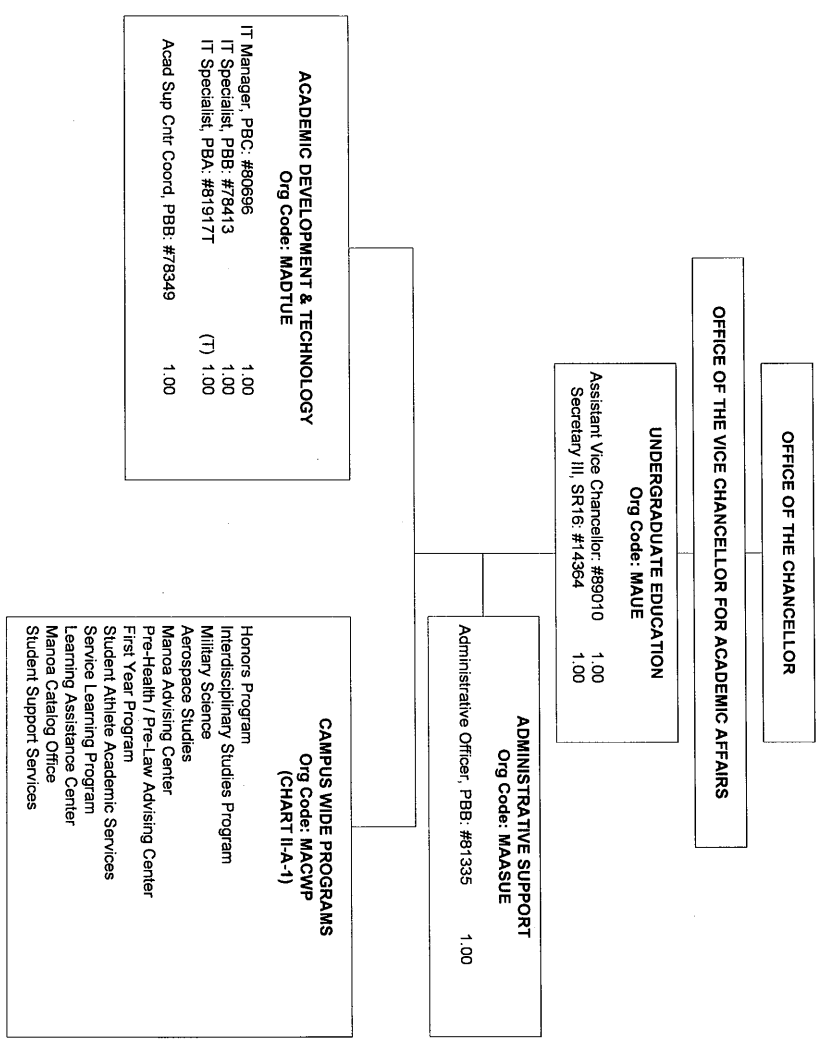 OFFICE OF THE CHANCELLOR
OFFICE OF THE VICE CHANCELLOR FOR ACADEMIC AFFAIRS
UNDERGRADUATE EDUCATION
Org Code: MAUE
Assistant Vice Chancellor: #89010 1.00
Secretary III, SR16: #14364 1.00
ADMINISTRATIVE SUPPORT
Org Code: MAASUE
Administrative Officer, PBB: #81335 1.00
ACADEMIC DEVELOPMENT & TECHNOLOGY
Org Code: MADTUE
IT Manager, PBC: #80696 1.00
IT Specialist, PBB: #78413 1.00
IT Specialist, PBA: #81917T (T) 1.00
Acad Sup Cntr Coord, PBB: #78349 1.00
CAMPUS WIDE PROGRAMS
Org Code: MACWP
(CHART II-A-1)
Honors Program
Interdisciplinary Studies Program
Military Science
Aerospace Studies
Manoa Advising Center
Pre-Health / Pre-Law Advising Center
First Year Program
Student Athlete Academic Services
Service Learning Program
Learning Assistance Center
Manoa Catalog Office
Student Support Services